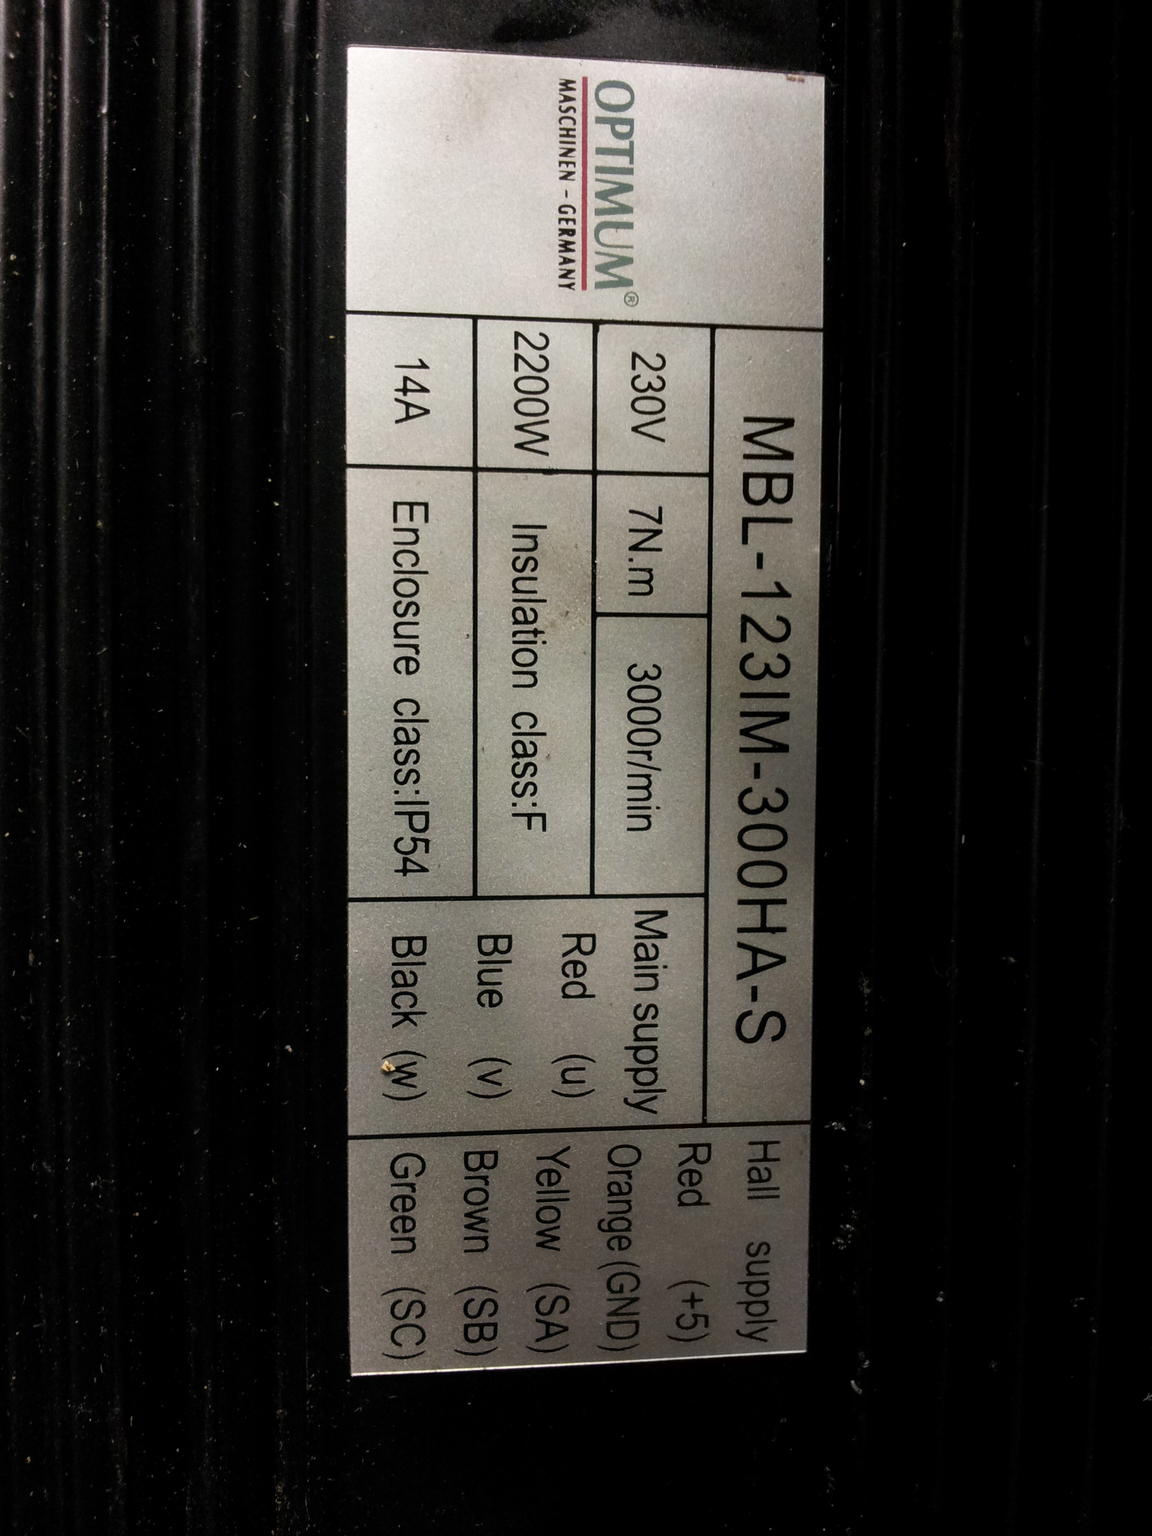 OPTIMUM®
MASCHINEN - GERMANY
MBL-123IM-300HA-S
230V 7N.m 3000r/min
2200W Insulation class:F
14A Enclosure class:IP54
Main supply
Red (u)
Blue (v)
Black (w)
Hall supply
Red (+5)
Orange (GND)
Yellow (SA)
Brown (SB)
Green (SC)